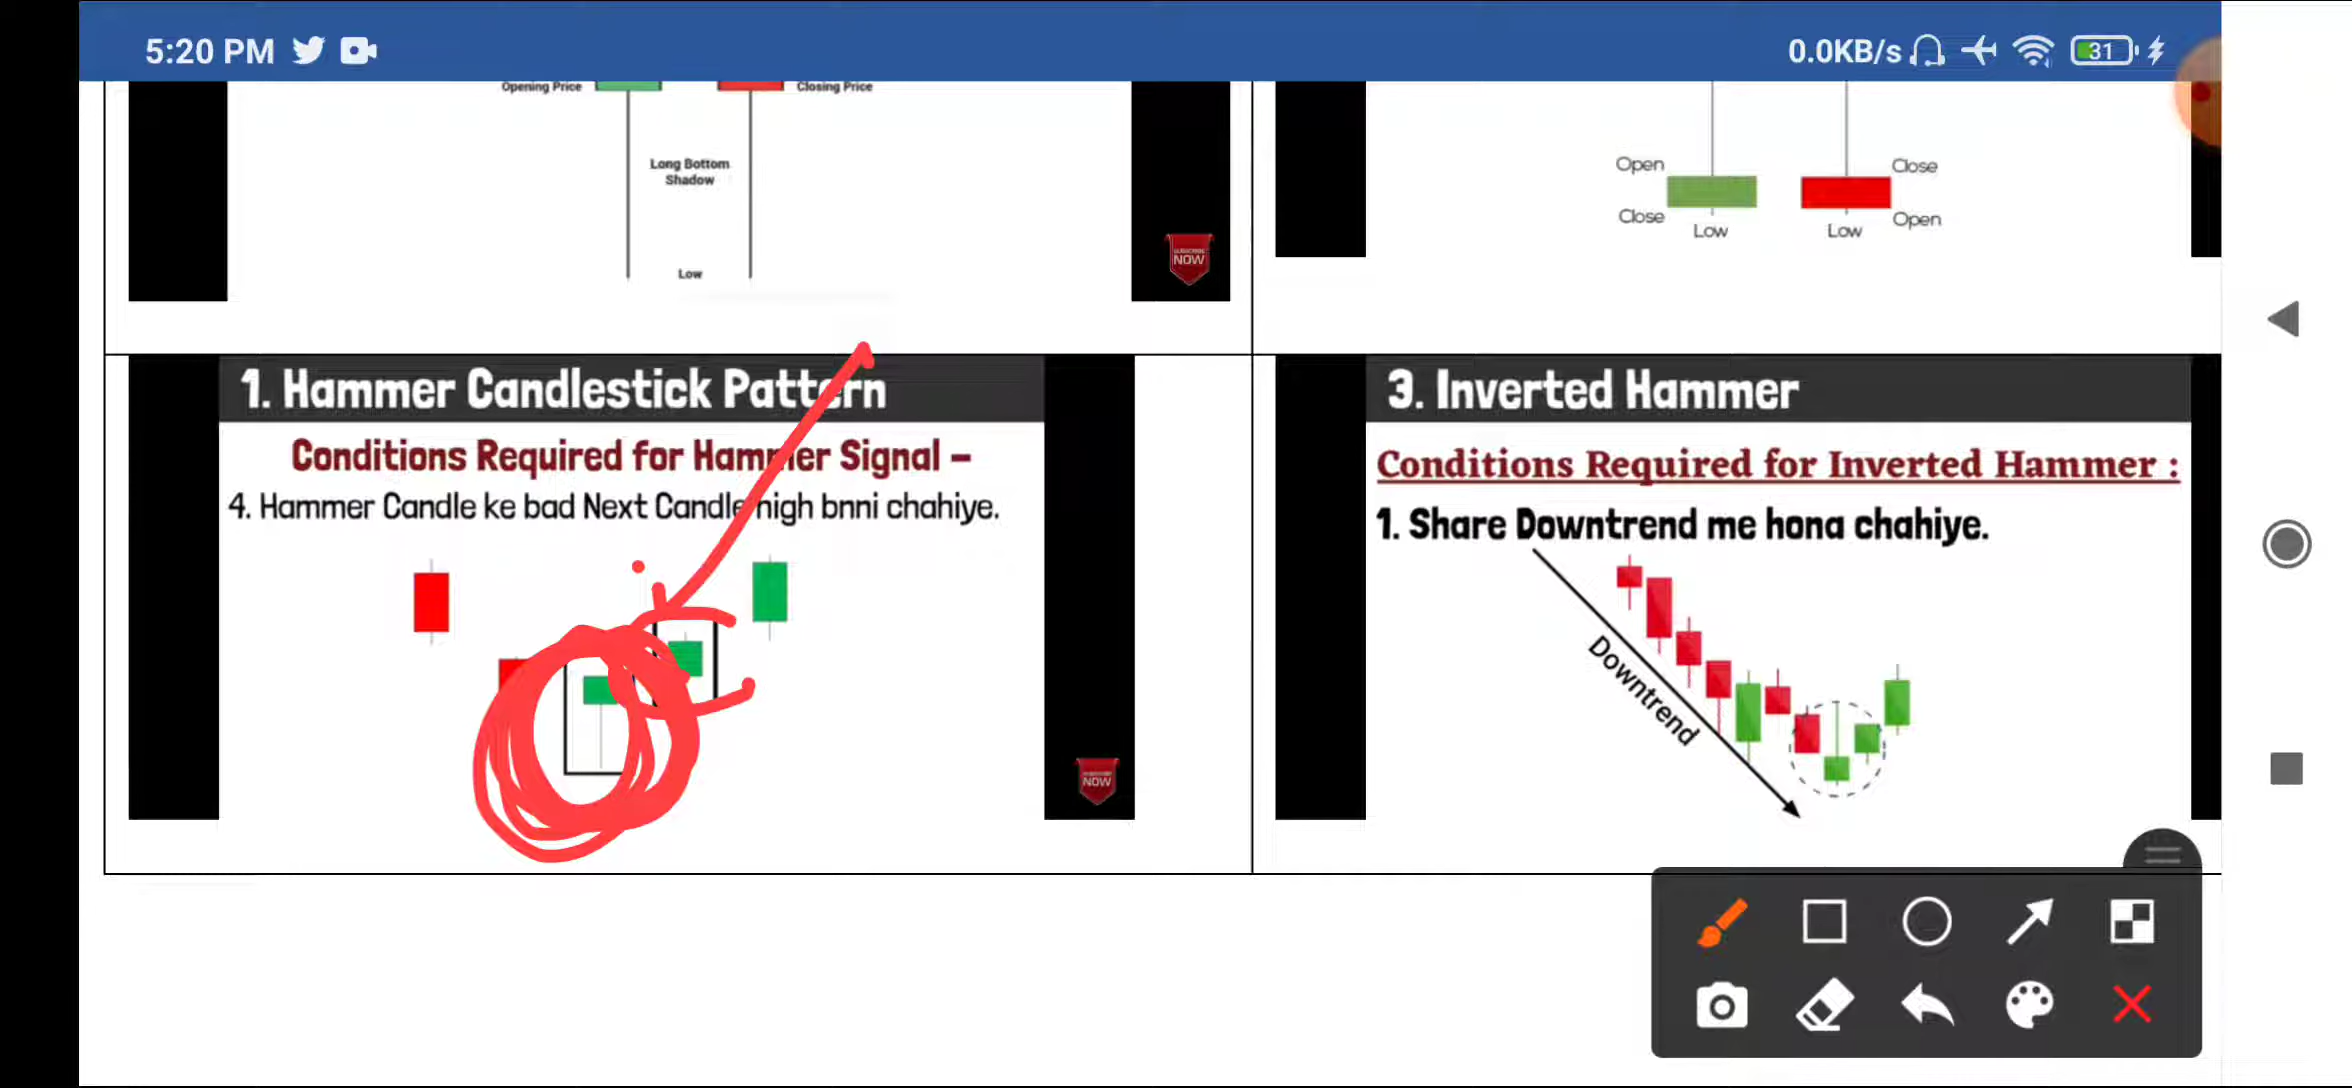 5:20 PM
0.0KB/s
31
Opening Price
Closing Price
Long Bottom
Shadow
Low
SUBSCRIBE
NOW
Open
Close
Close
Open
Low
Low
1. Hammer Candlestick Pattern
Conditions Required for Hammer Signal –
4. Hammer Candle ke bad Next Candle high bnni chahiye.
SUBSCRIBE
NOW
3. Inverted Hammer
Conditions Required for Inverted Hammer :
1. Share Downtrend me hona chahiye.
Downtrend